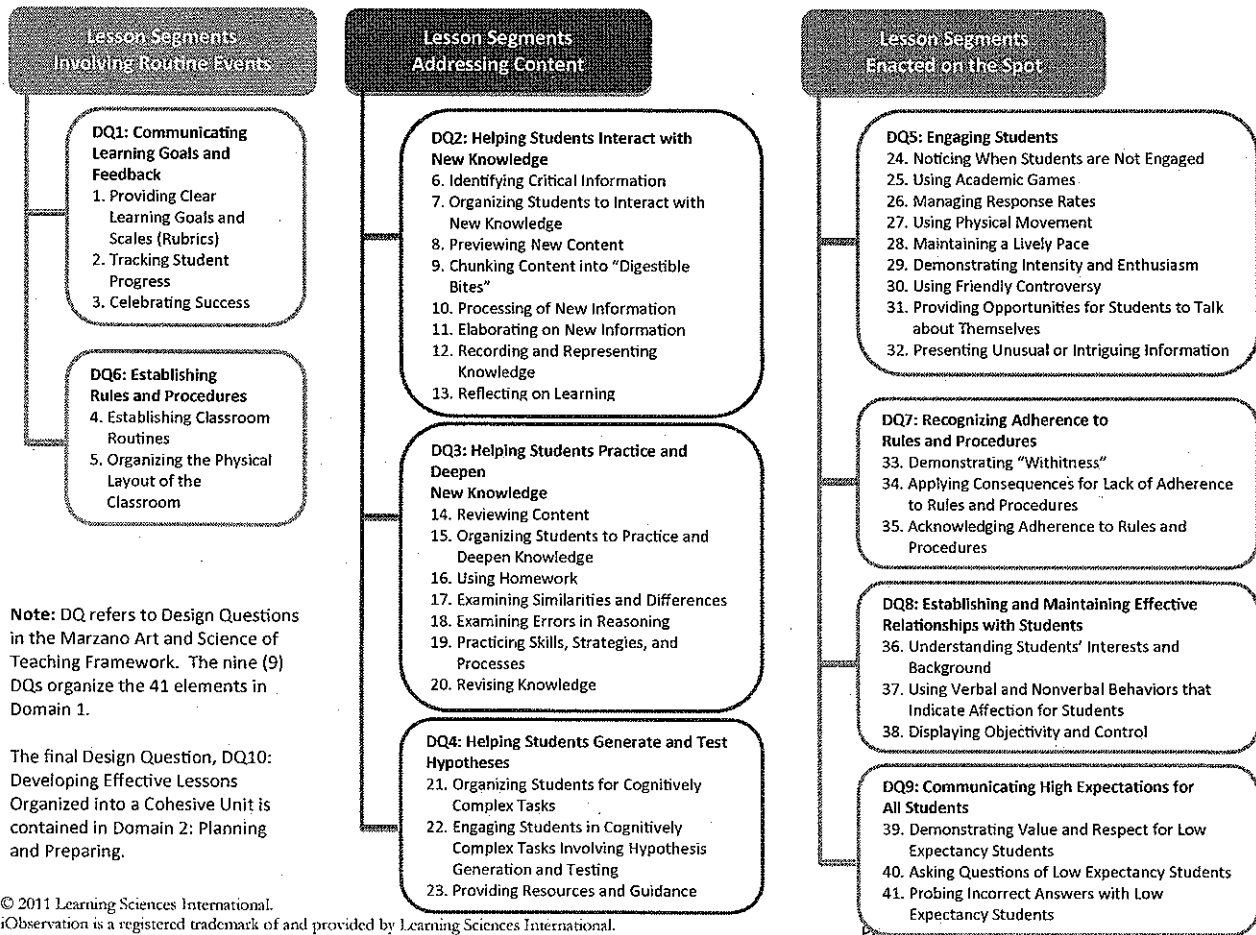 Lesson Segments
Involving Routine Events
DQ1: Communicating
Learning Goals and
Feedback
1. Providing Clear
Learning Goals and
Scales (Rubrics)
2. Tracking Student
Progress
3. Celebrating Success
DQ6: Establishing
Rules and Procedures
4. Establishing Classroom
Routines
5. Organizing the Physical
Layout of the
Classroom
Note: DQ refers to Design Questions
in the Marzano Art and Science of
Teaching Framework. The nine (9)
DQs organize the 41 elements in
Domain 1.
The final Design Question, DQ10:
Developing Effective Lessons
Organized into a Cohesive Unit is
contained in Domain 2: Planning
and Preparing.
Lesson Segments
Addressing Content
DQ2: Helping Students Interact with
New Knowledge
6. Identifying Critical Information
7. Organizing Students to Interact with
New Knowledge
8. Previewing New Content
9. Chunking Content into "Digestible
Bites"
10. Processing of New Information
11. Elaborating on New Information
12. Recording and Representing
Knowledge
13. Reflecting on Learning
DQ3: Helping Students Practice and
Deepen
New Knowledge
14. Reviewing Content
15. Organizing Students to Practice and
Deepen Knowledge
16. Using Homework
17. Examining Similarities and Differences
18. Examining Errors in Reasoning
19. Practicing Skills, Strategies, and
Processes
20. Revising Knowledge
DQ4: Helping Students Generate and Test
Hypotheses
21. Organizing Students for Cognitively
Complex Tasks
22. Engaging Students in Cognitively
Complex Tasks Involving Hypothesis
Generation and Testing
23. Providing Resources and Guidance
Lesson Segments
Enacted on the Spot
DQ5: Engaging Students
24. Noticing When Students are Not Engaged
25. Using Academic Games
26. Managing Response Rates
27. Using Physical Movement
28. Maintaining a Lively Pace
29. Demonstrating Intensity and Enthusiasm
30. Using Friendly Controversy
31. Providing Opportunities for Students to Talk
about Themselves
32. Presenting Unusual or Intriguing Information
DQ7: Recognizing Adherence to
Rules and Procedures
33. Demonstrating "Withitness"
34. Applying Consequences for Lack of Adherence
to Rules and Procedures
35. Acknowledging Adherence to Rules and
Procedures
DQ8: Establishing and Maintaining Effective
Relationships with Students
36. Understanding Students' Interests and
Background
37. Using Verbal and Nonverbal Behaviors that
Indicate Affection for Students
38. Displaying Objectivity and Control
DQ9: Communicating High Expectations for
All Students
39. Demonstrating Value and Respect for Low
Expectancy Students
40. Asking Questions of Low Expectancy Students
41. Probing Incorrect Answers with Low
Expectancy Students
© 2011 Learning Sciences International.
iObservation is a registered trademark of and provided by Learning Sciences International.